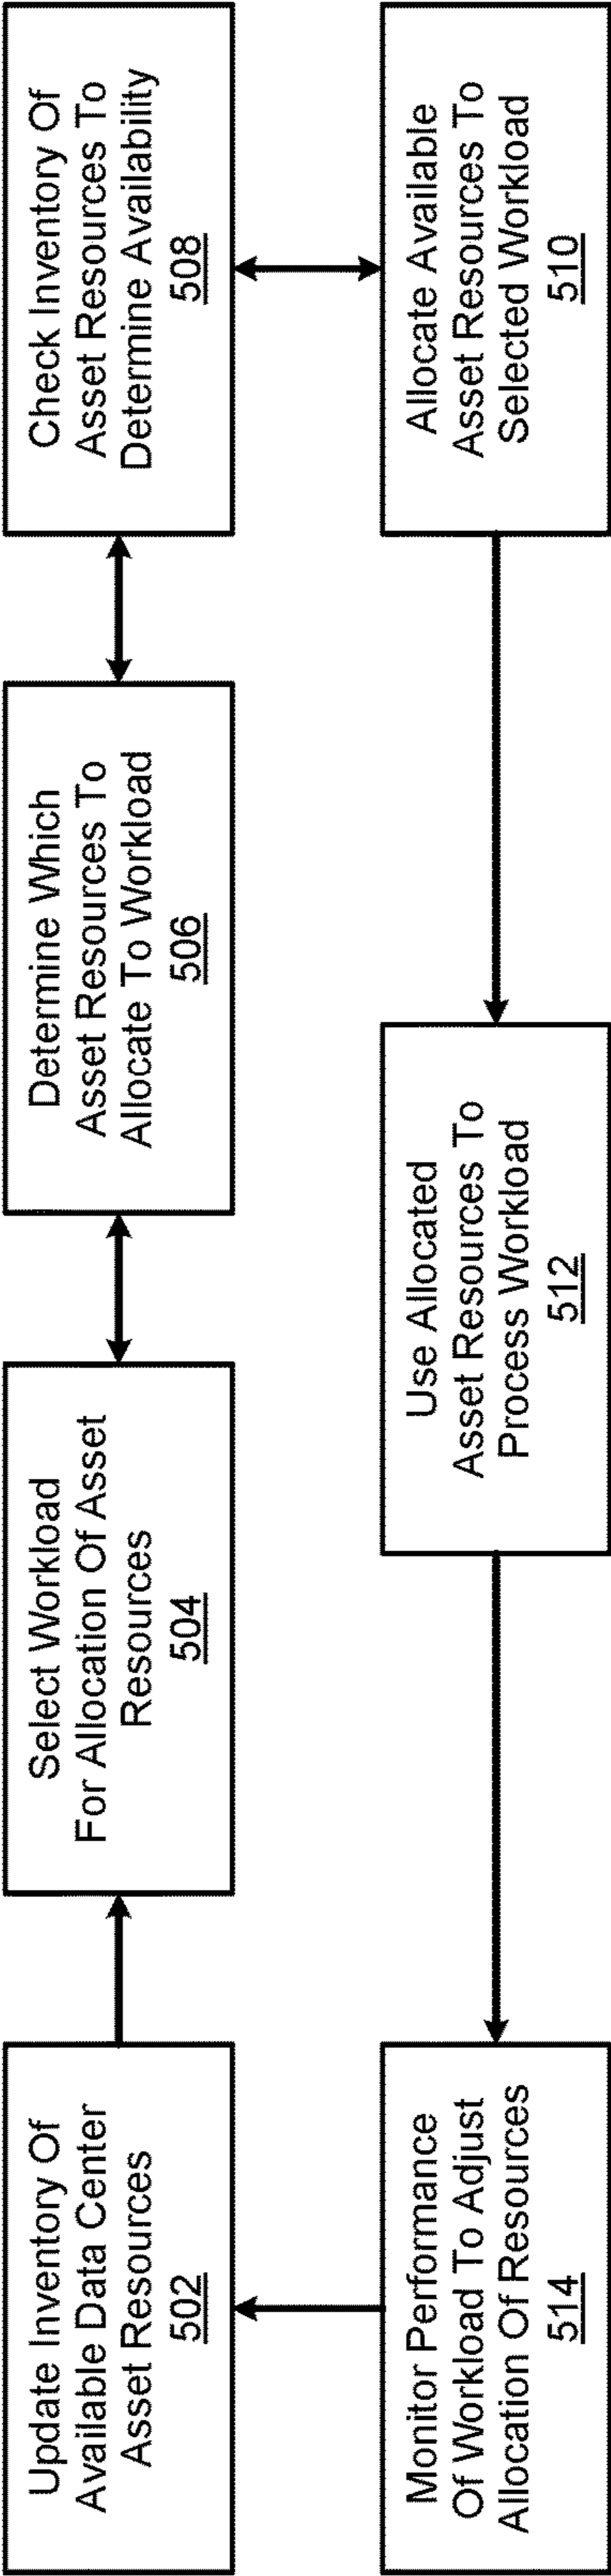 Update Inventory Of
Available Data Center
Asset Resources
502
Select Workload
For Allocation Of Asset
Resources
504
Determine Which
Asset Resources To
Allocate To Workload
506
Check Inventory Of
Asset Resources To
Determine Availability
508
Allocate Available
Asset Resources To
Selected Workload
510
Use Allocated
Asset Resources To
Process Workload
512
Monitor Performance
Of Workload To Adjust
Allocation Of Resources
514